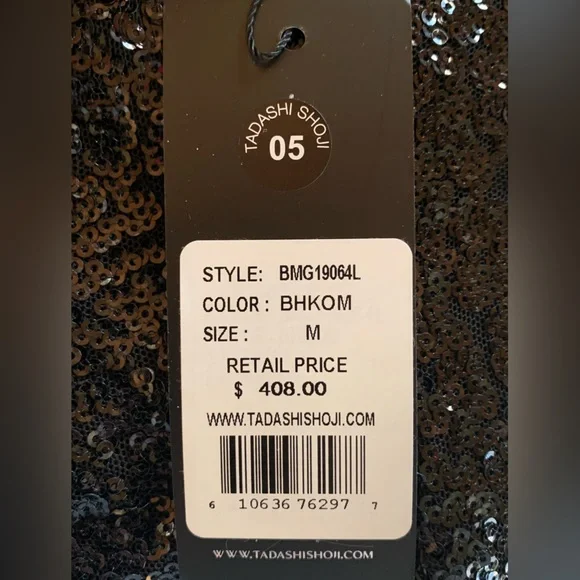 TADASHI SHOJI
05
STYLE: BMG19064L
COLOR : BHKOM
SIZE : M
RETAIL PRICE
$ 408.00
WWW.TADASHISHOJI.COM
6 10636 76297 7
WWW.TADASHISHOJI.COM